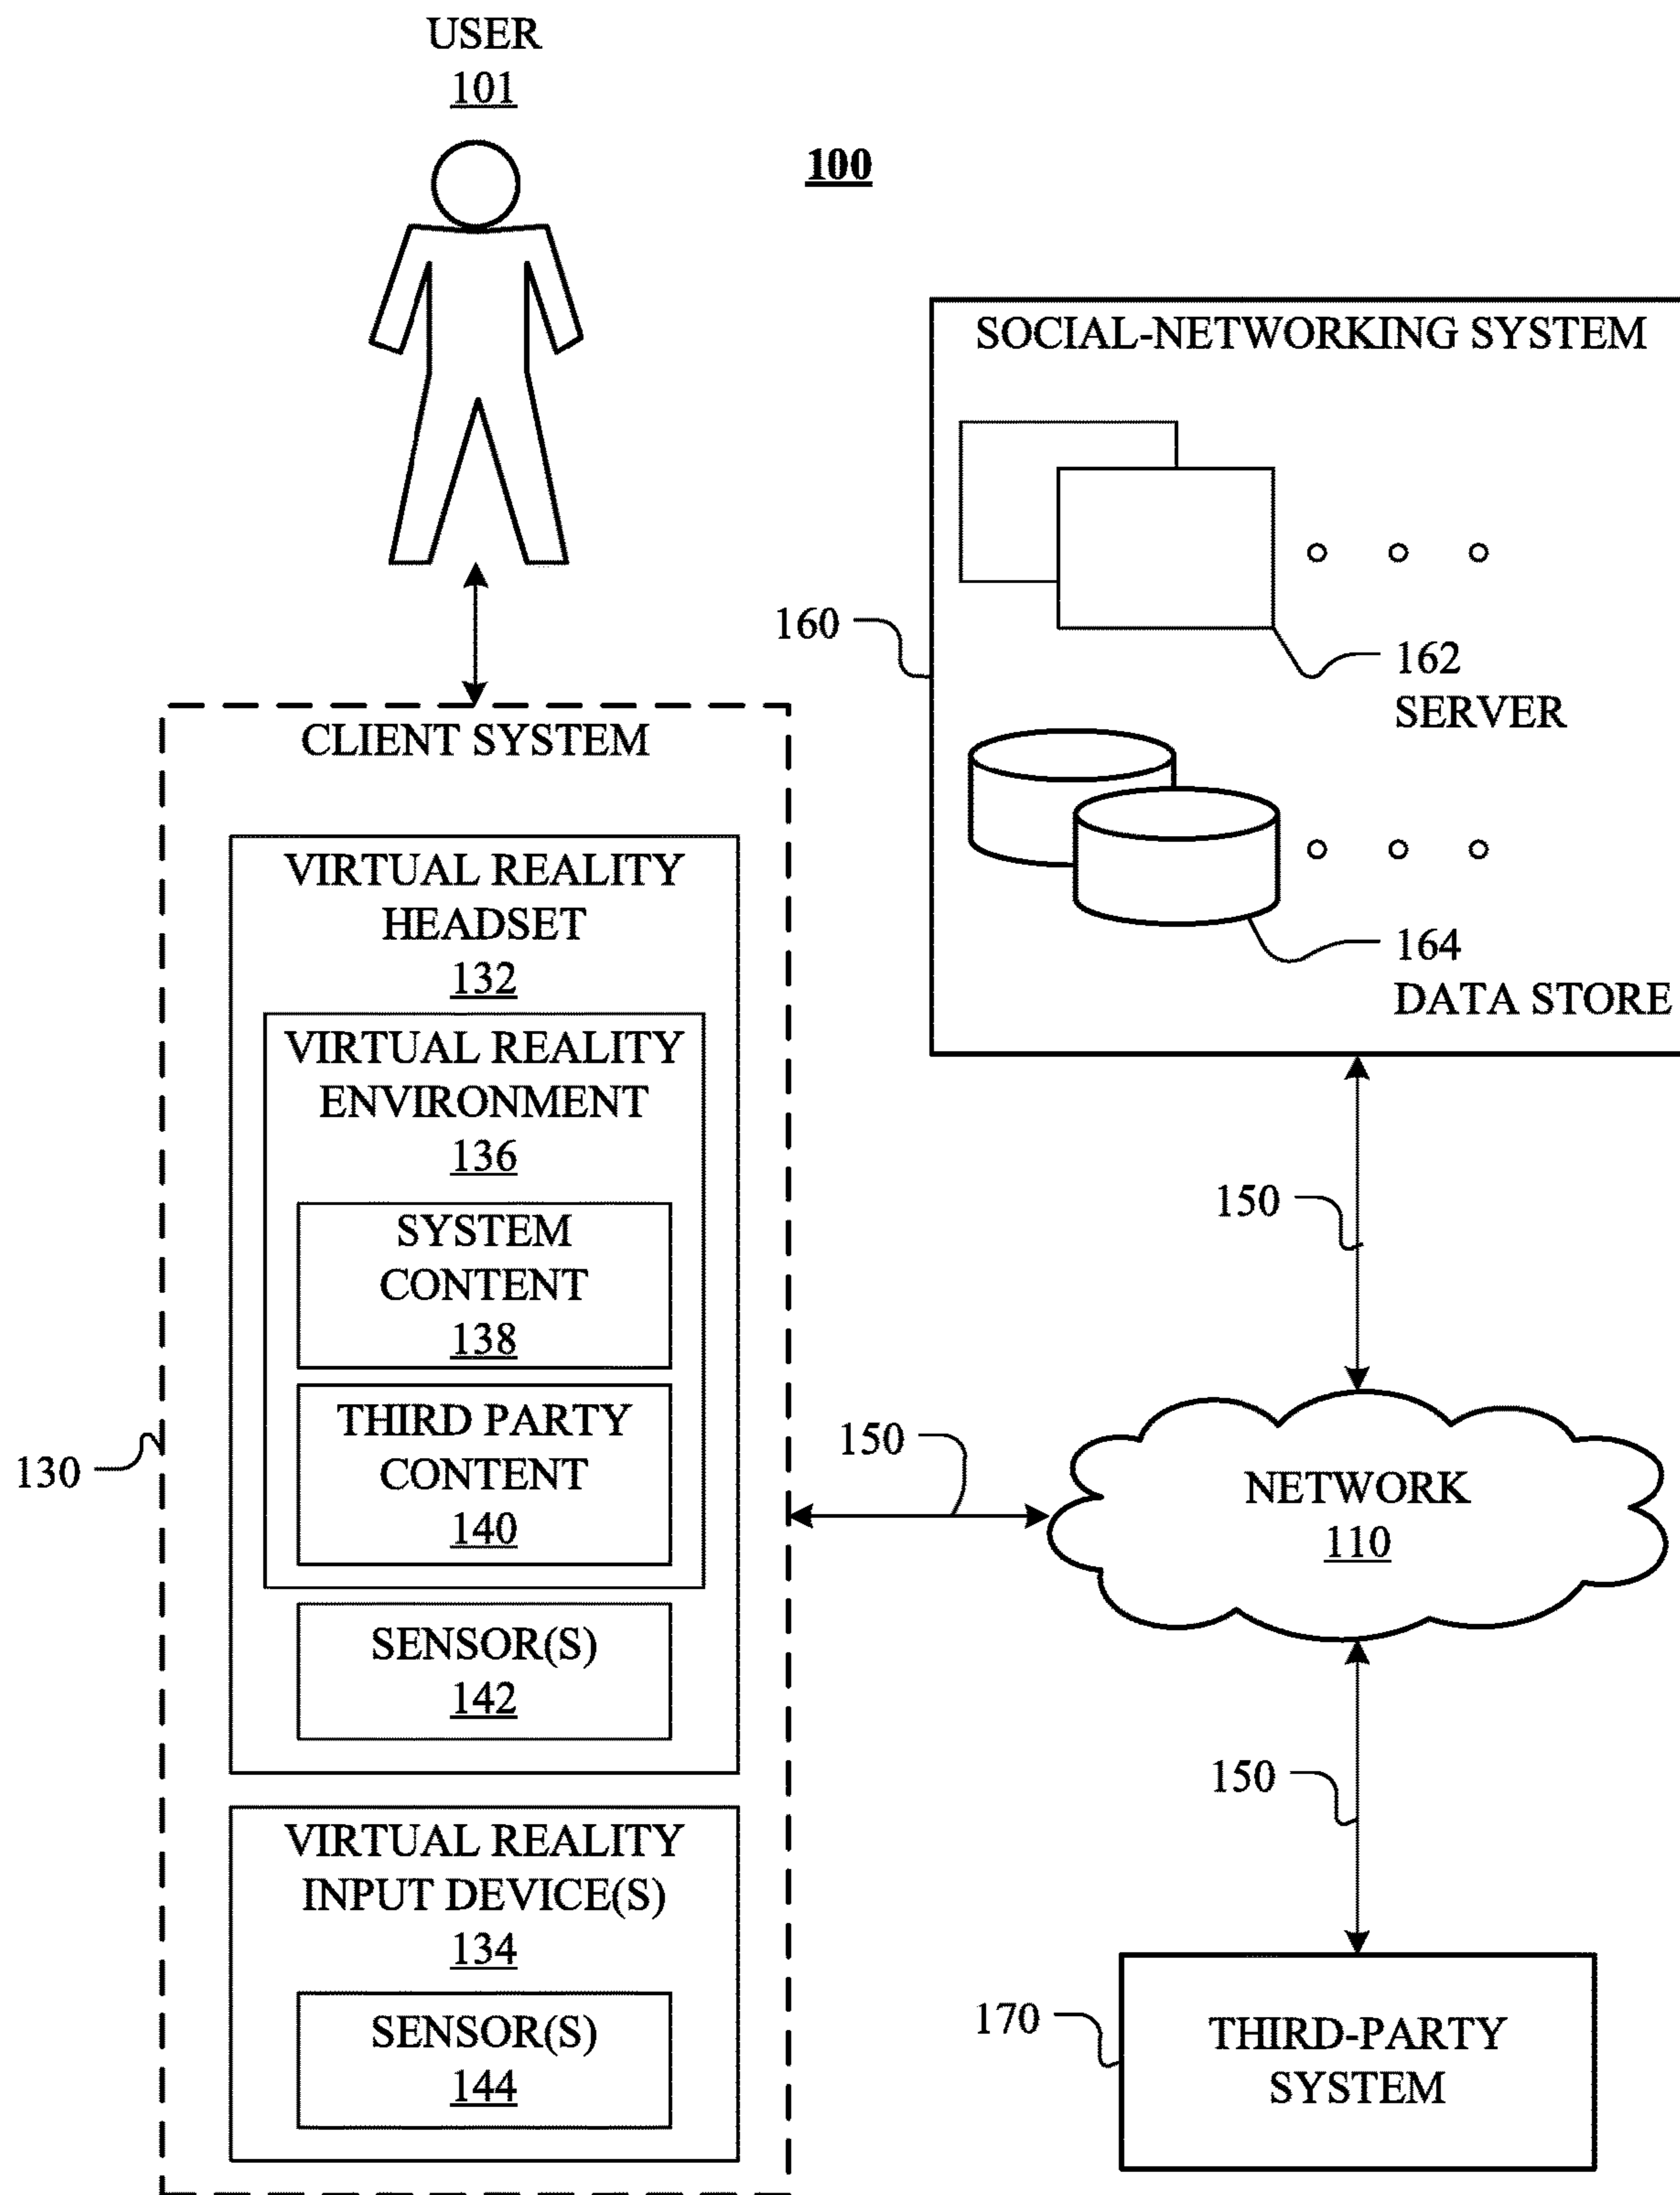 USER
101
100
SOCIAL-NETWORKING SYSTEM
160
162
SERVER
164
DATA STORE
CLIENT SYSTEM
VIRTUAL REALITY
HEADSET
132
VIRTUAL REALITY
ENVIRONMENT
136
SYSTEM
CONTENT
138
THIRD PARTY
CONTENT
140
SENSOR(S)
142
130
VIRTUAL REALITY
INPUT DEVICE(S)
134
SENSOR(S)
144
150
150
NETWORK
110
150
170
THIRD-PARTY
SYSTEM